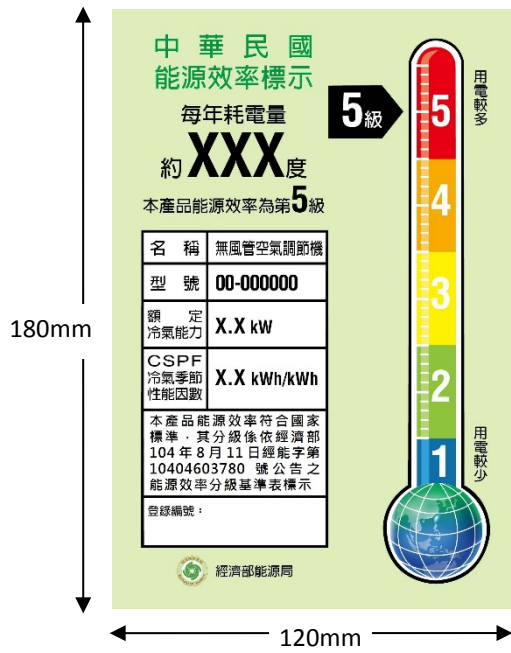 中華民國
能源效率標示
每年耗電量
約XXX度
本產品能源效率為第5級
名稱 無風管空氣調節機
型號 00-000000
額定冷氣能力 X.X kW
CSPF冷氣季節性能因數 X.X kWh/kWh
本產品能源效率符合國家
標準，其分級係依經濟部
104年8月11日經能字第
10404603780 號公告之
能源效率分級基準表標示
登錄編號：
經濟部能源局
5級
用電較多
5
4
3
2
1
用電較少
180mm
120mm